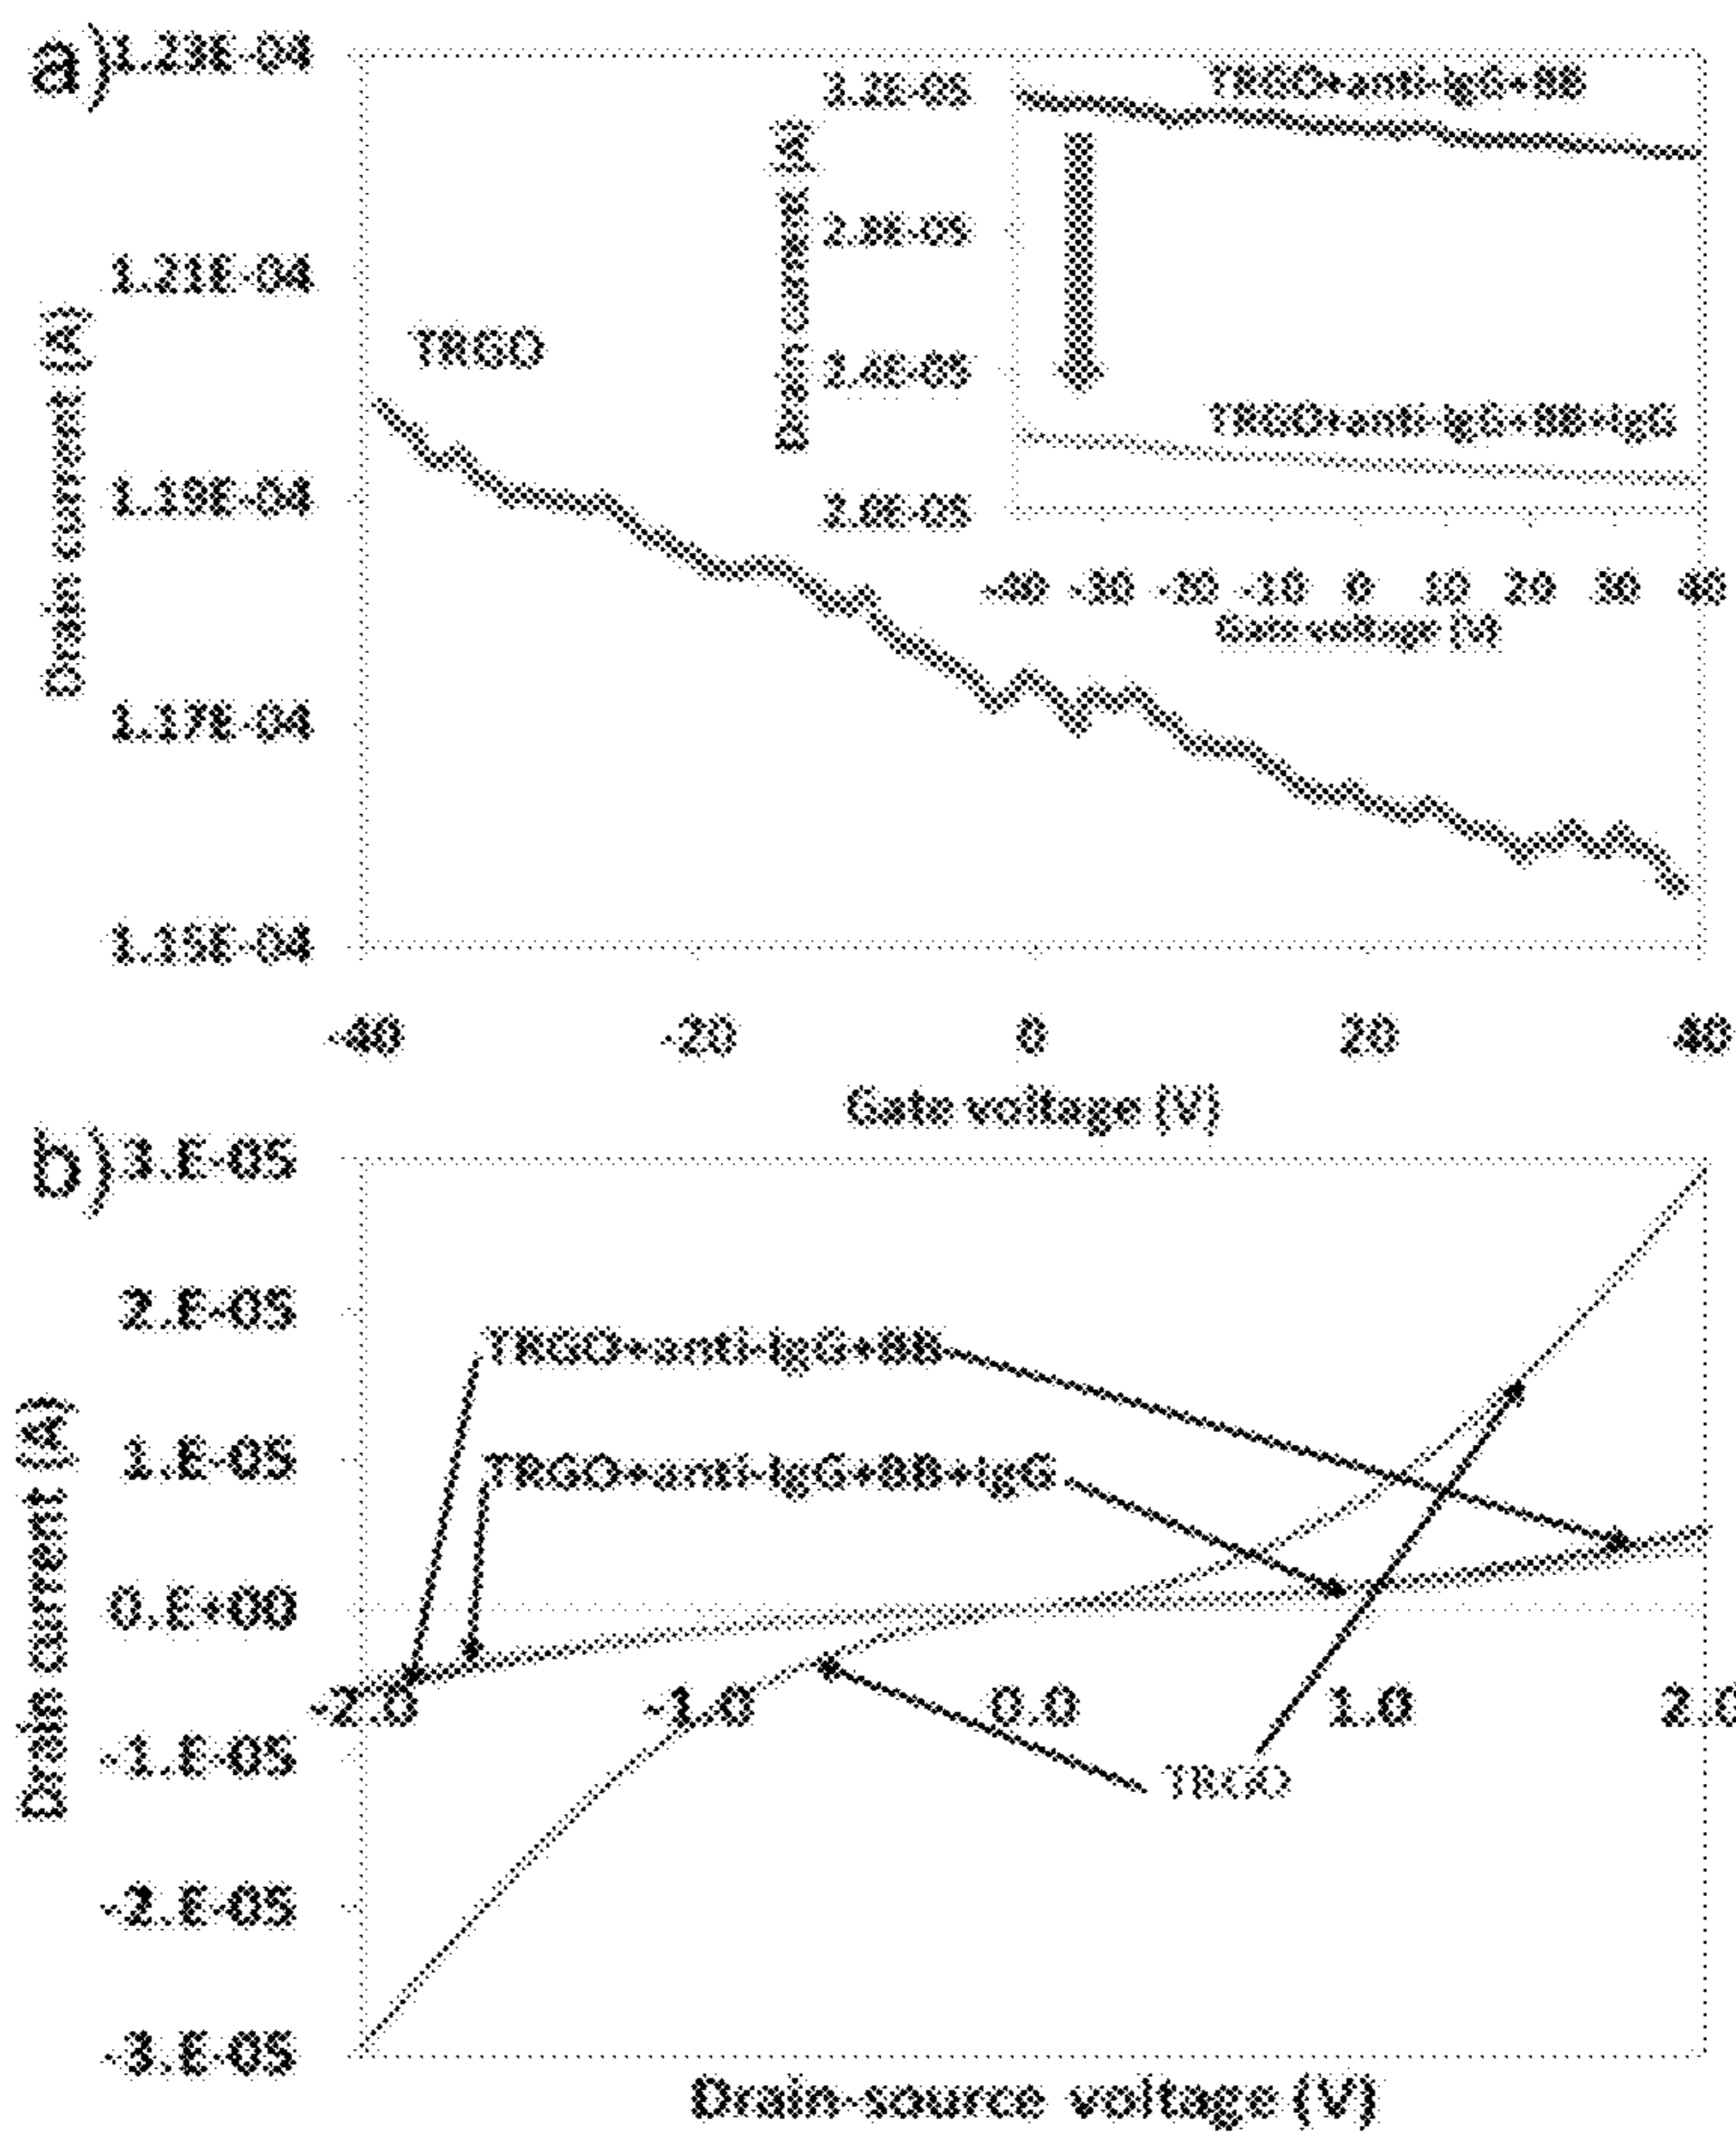 a)
1.23E-04
1.21E-04
1.19E-04
1.17E-04
1.15E-04
Drain current (A)
TRGO
-40 -20 0 20 40
Gate voltage (V)
3.2E-05
2.8E-05
2.4E-05
2.0E-05
Drain current (A)
TRGO+anti-IgG+BB
TRGO+anti-IgG+BB+IgG
-40 -30 -20 -10 0 10 20 30 40
Gate voltage (V)
b)
3.E-05
2.E-05
1.E-05
0.E+00
-1.E-05
-2.E-05
-3.E-05
Drain current (A)
TRGO+anti-IgG+BB
TRGO+anti-IgG+BB+IgG
-2.0 -1.0 0.0 1.0 2.0
TRGO
Drain-source voltage (V)